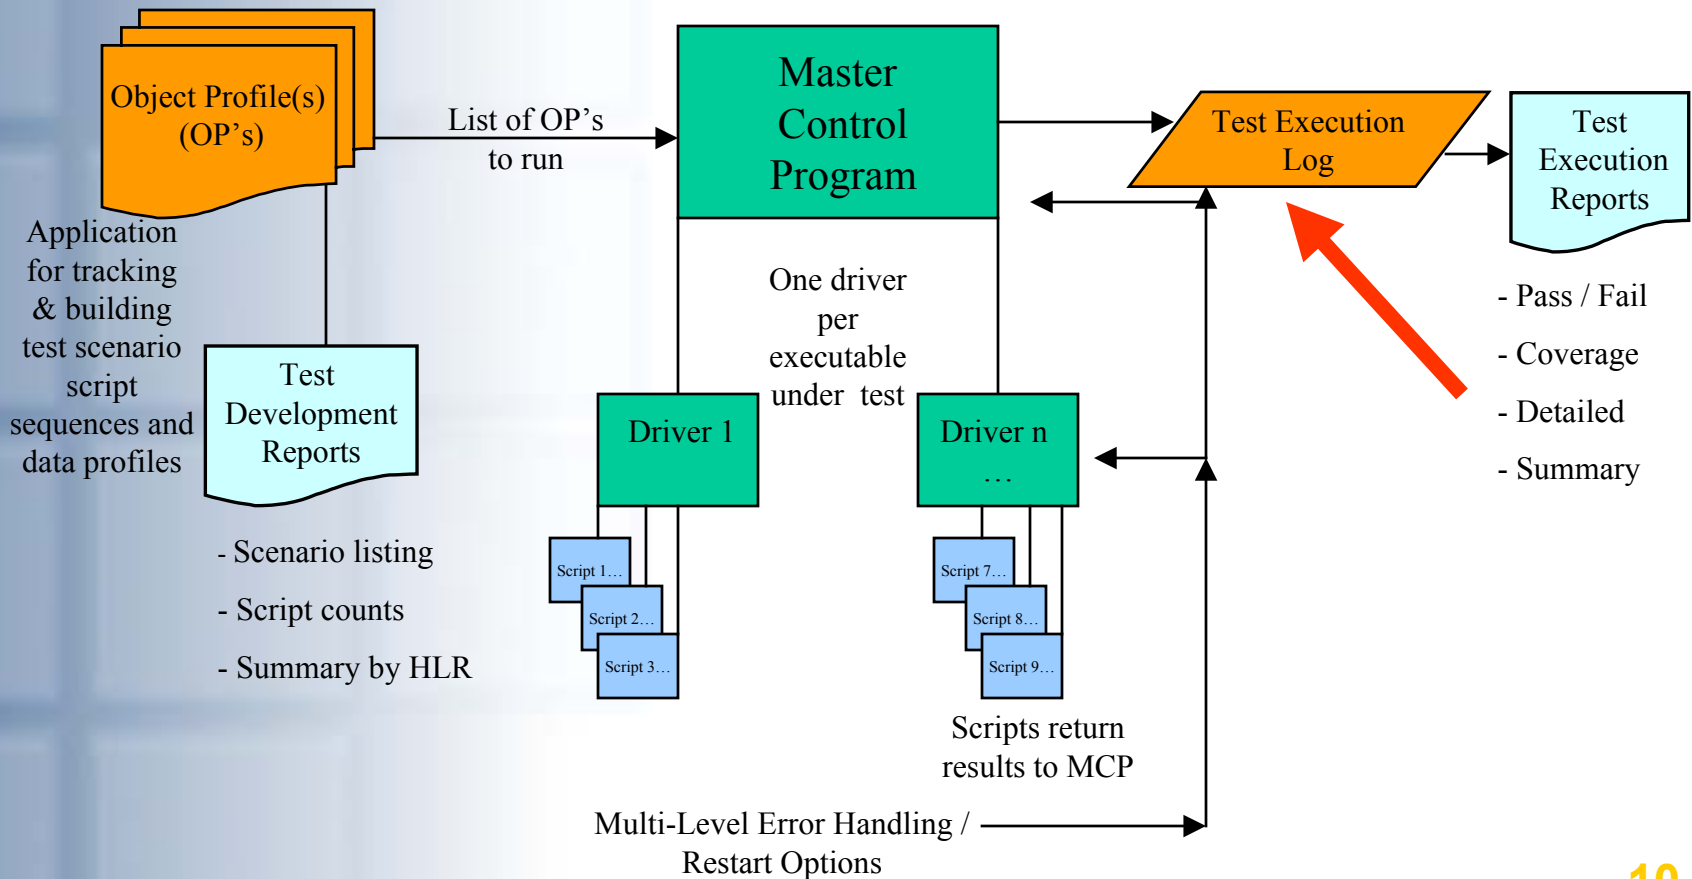 Object Profile(s)
(OP's)
List of OP's
to run
Master
Control
Program
Test Execution
Log
Test
Execution
Reports
Application
for tracking
& building
test scenario
script
sequences and
data profiles
Test
Development
Reports
- Scenario listing
- Script counts
- Summary by HLR
One driver
per
executable
under test
Driver 1
Driver n
…
Script 1…
Script 2…
Script 3…
Script 7…
Script 8…
Script 9…
Scripts return
results to MCP
Multi-Level Error Handling /
Restart Options
- Pass / Fail
- Coverage
- Detailed
- Summary